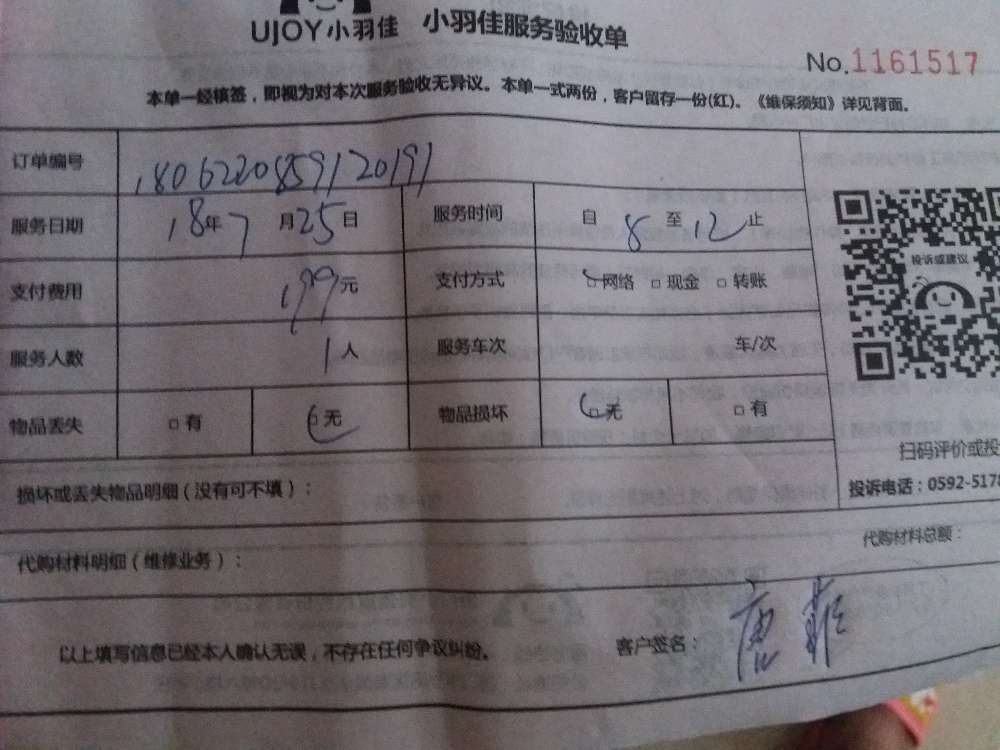 UJOY小羽佳 小羽佳服务验收单
No.1161517
本单一经核签，即视为对本次服务验收无异议。本单一式两份，客户留存一份(红)。《维保须知》详见背面。
订单编号 1806220859120191
服务日期 18年7月25日 服务时间 自8至12止
支付费用 199元 支付方式 □网络 □现金 □转账
服务人数 1人 服务车次 车/次
物品丢失 □有 □无 物品损坏 □无 □有
投诉或建议
扫码评价或投
投诉电话：0592-5178
损坏或丢失物品明细（没有可不填）：
代购材料明细（维修业务）： 代购材料总额：
以上填写信息已经本人确认无误，不存在任何争议纠纷。 客户签名：